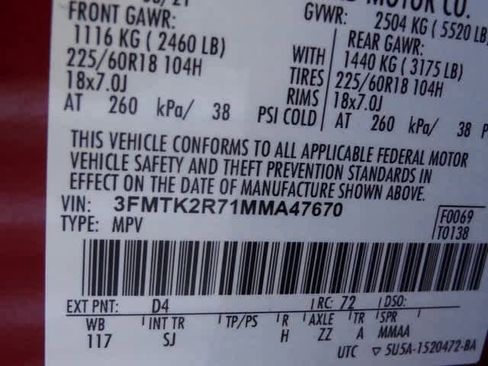 MOTOR CO.
FRONT GAWR: GVWR: 2504 KG ( 5520 LB
1116 KG ( 2460 LB) REAR GAWR:
225/60R18 104H WITH 1440 KG ( 3175 LB)
18x7.0J TIRES 225/60R18 104H
AT 260 kPa/ 38 RIMS 18x7.0J
PSI COLD AT 260 kPa/ 38 P
THIS VEHICLE CONFORMS TO ALL APPLICABLE FEDERAL MOTOR
VEHICLE SAFETY AND THEFT PREVENTION STANDARDS IN
EFFECT ON THE DATE OF MANUFACTURE SHOWN ABOVE.
VIN: 3FMTK2R71MMA47670 F0069
TYPE: MPV T0138
EXT PNT: D4 RC: 72 DSO:
WB INT TR TP/PS R AXLE TR SPR
117 SJ H ZZ A MMAA
UTC ▽ 5U5A-1520472-BA